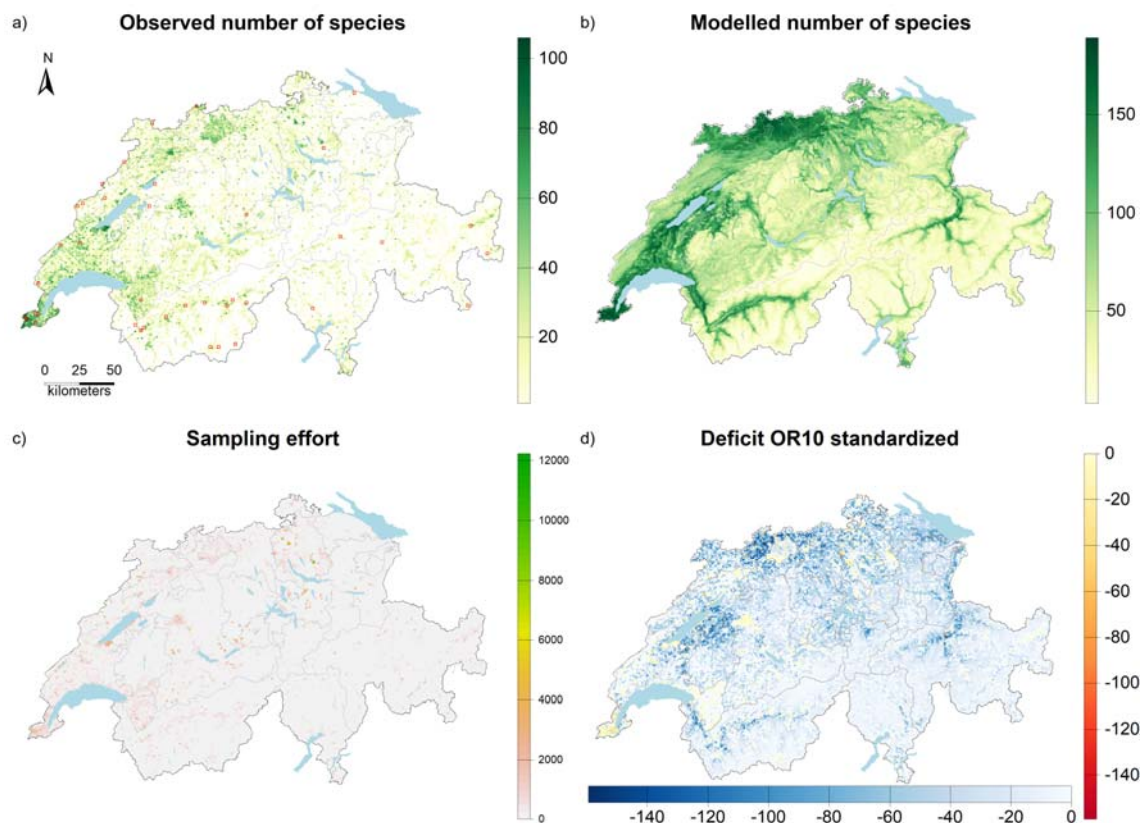 a) Observed number of species
b) Modelled number of species
N
100
80
60
40
20
0 25 50
kilometers
150
100
50
c) Sampling effort
d) Deficit OR10 standardized
12000
10000
8000
6000
4000
2000
0
0
-20
-40
-60
-80
-100
-120
-140
-140 -120 -100 -80 -60 -40 -20 0